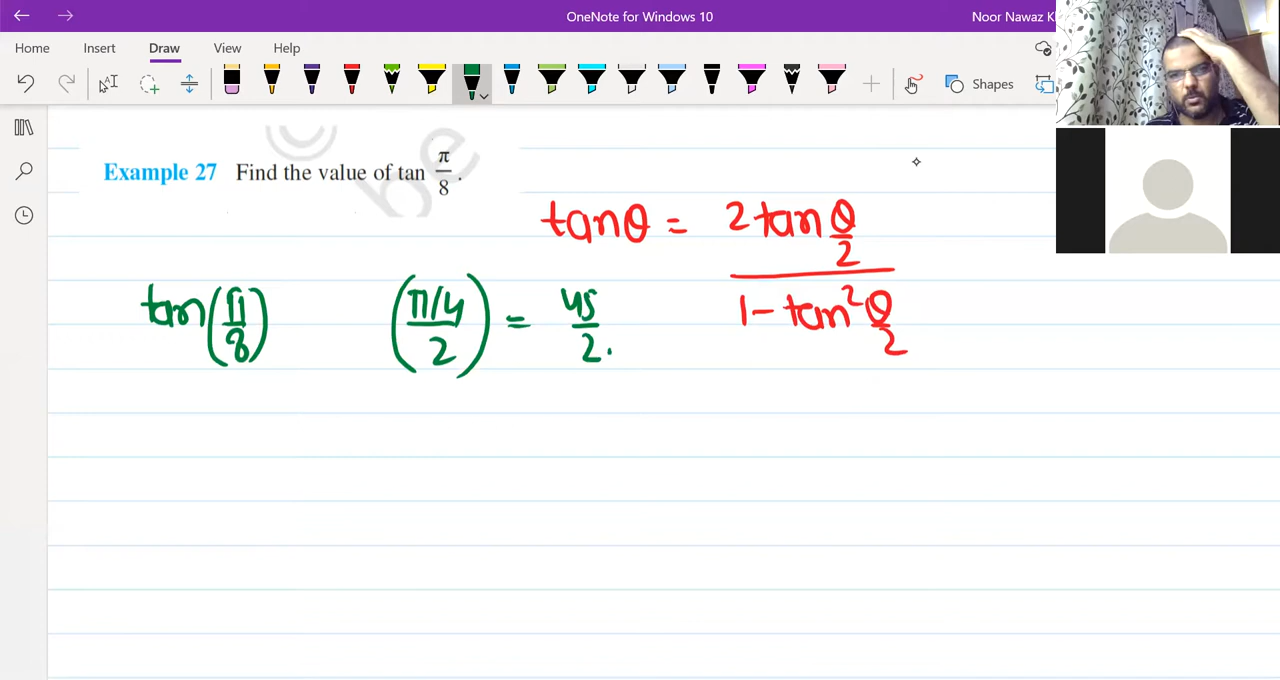 OneNote for Windows 10
Noor Nawaz K
Home Insert Draw View Help
Shapes
Example 27 Find the value of tan π/8.
be
tanθ = 2tan θ/2
1 - tan² θ/2
tan(π/8) (π/4 / 2) = 45/2.